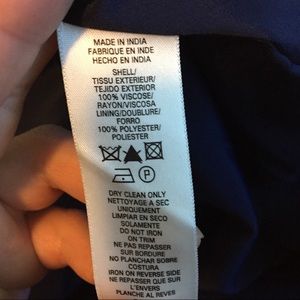 MADE IN INDIA
FABRIQUE EN INDE
HECHO EN INDIA
SHELL/
TISSU EXTERIEUR/
TEJIDO EXTERIOR
100% VISCOSE/
RAYON/VISCOSA
LINING/DOUBLURE/
FORRO
100% POLYESTER/
POLIESTER
P
DRY CLEAN ONLY
NETTOYAGE A SEC
UNIQUEMENT
LIMPIAR EN SECO
SOLAMENTE
DO NOT IRON
ON TRIM
NE PAS REPASSER
SUR BORDURE
NO PLANCHAR SOBRE
COSTURA
IRON ON REVERSE SIDE
NE REPASSER QUE SUR
L'ENVERS
PLANCHE AL REVES